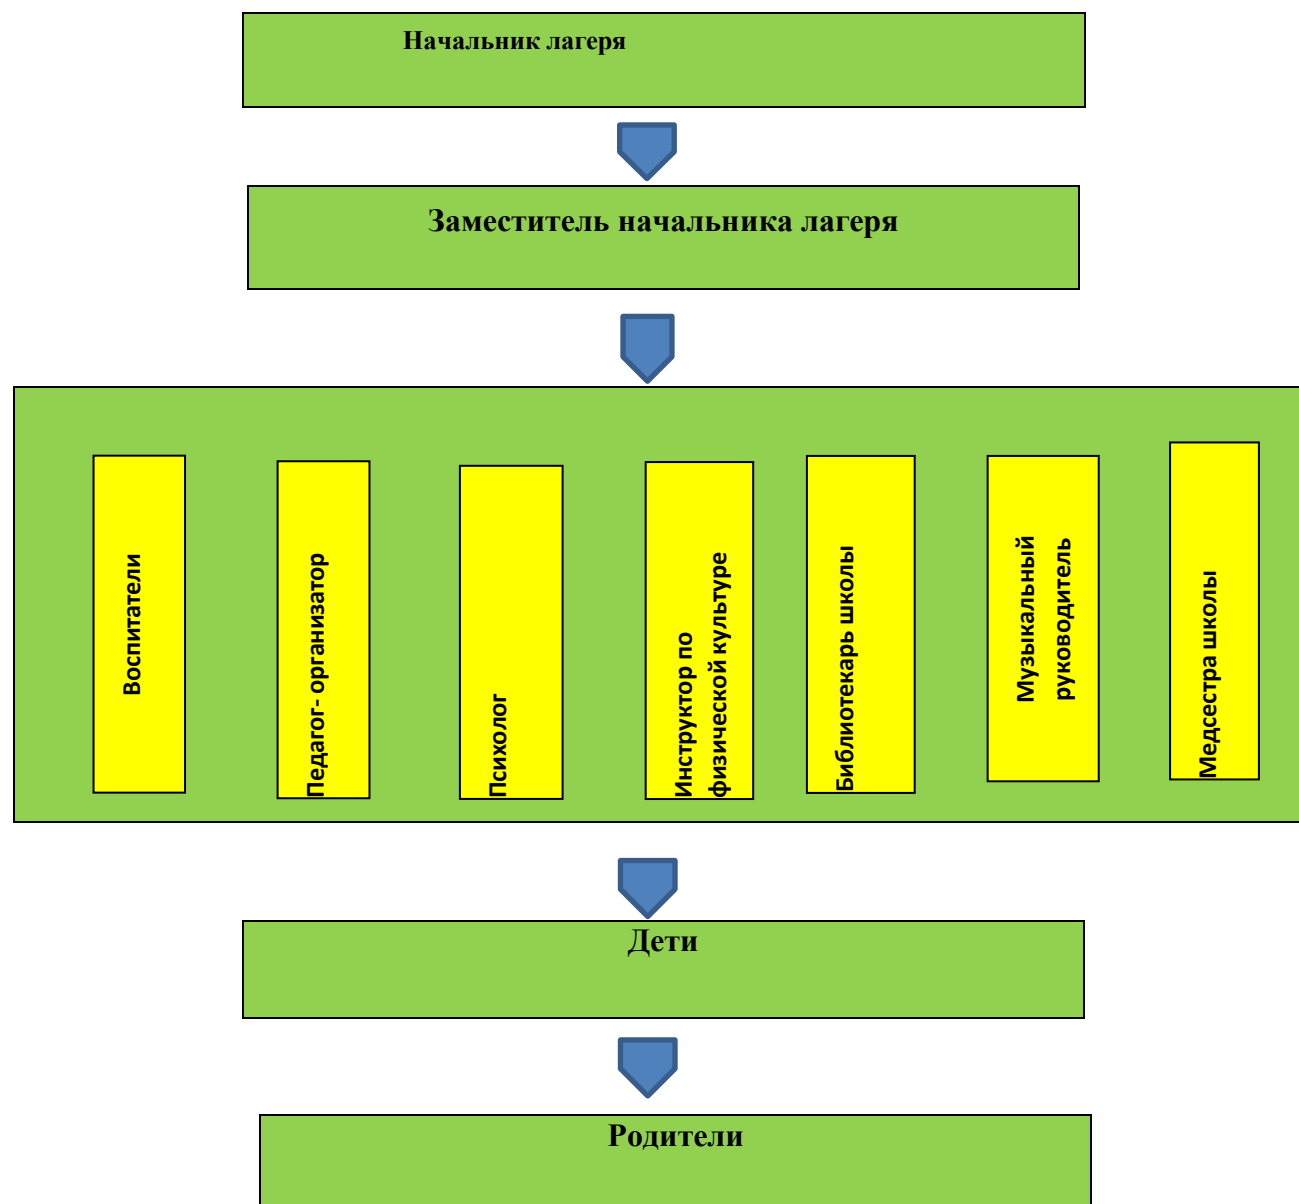 Начальник лагеря
Заместитель начальника лагеря
Воспитатели
Педагог- организатор
Психолог
Инструктор по
физической культуре
Библиотекарь школы
Музыкальный
руководитель
Медсестра школы
Дети
Родители